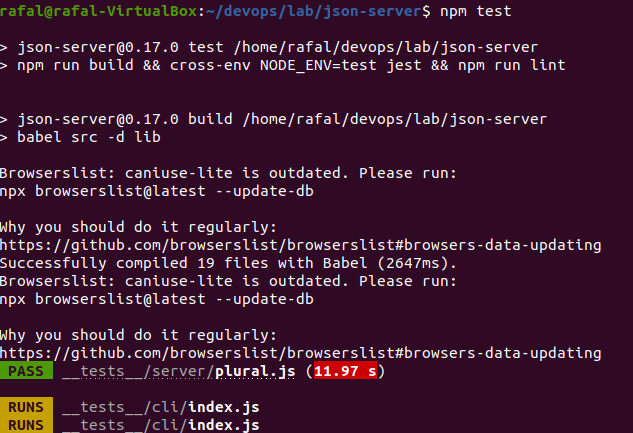 rafal@rafal-VirtualBox:~/devops/lab/json-server$ npm test
> json-server@0.17.0 test /home/rafal/devops/lab/json-server
> npm run build && cross-env NODE_ENV=test jest && npm run lint
> json-server@0.17.0 build /home/rafal/devops/lab/json-server
> babel src -d lib
Browserslist: caniuse-lite is outdated. Please run:
npx browserslist@latest --update-db
Why you should do it regularly:
https://github.com/browserslist/browserslist#browsers-data-updating
Successfully compiled 19 files with Babel (2647ms).
Browserslist: caniuse-lite is outdated. Please run:
npx browserslist@latest --update-db
Why you should do it regularly:
https://github.com/browserslist/browserslist#browsers-data-updating
PASS __tests__/server/plural.js (11.97 s)
RUNS __tests__/cli/index.js
RUNS __tests__/cli/index.js